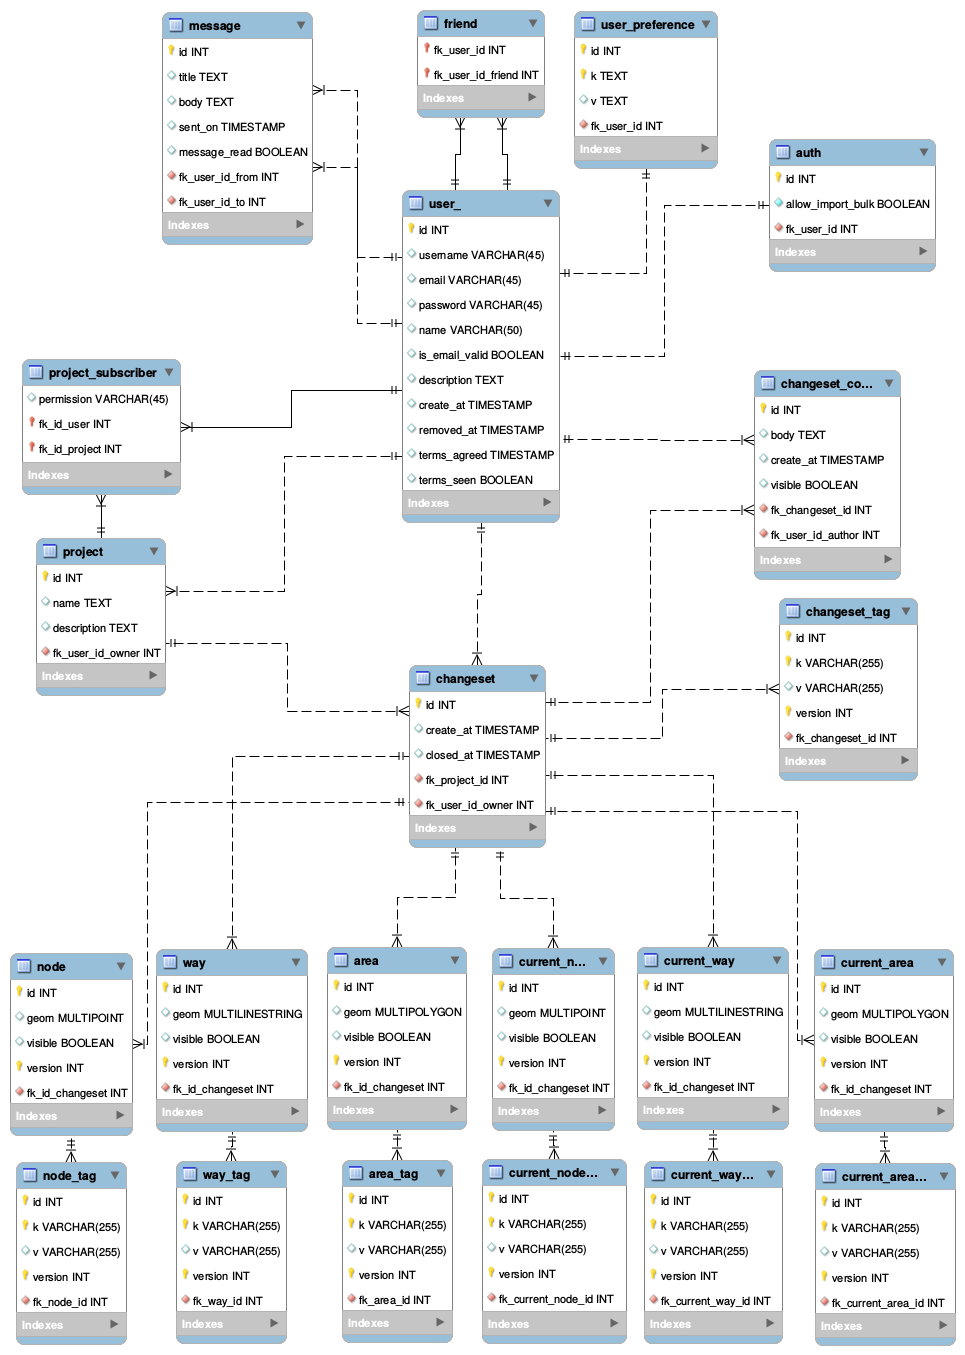 message
id INT
title TEXT
body TEXT
sent_on TIMESTAMP
message_read BOOLEAN
fk_user_id_from INT
fk_user_id_to INT
Indexes
friend
fk_user_id INT
fk_user_id_friend INT
Indexes
user_preference
id INT
k TEXT
v TEXT
fk_user_id INT
Indexes
auth
id INT
allow_import_bulk BOOLEAN
fk_user_id INT
Indexes
user_
id INT
username VARCHAR(45)
email VARCHAR(45)
password VARCHAR(45)
name VARCHAR(50)
is_email_valid BOOLEAN
description TEXT
create_at TIMESTAMP
removed_at TIMESTAMP
terms_agreed TIMESTAMP
terms_seen BOOLEAN
Indexes
project_subscriber
permission VARCHAR(45)
fk_id_user INT
fk_id_project INT
Indexes
changeset_co...
id INT
body TEXT
create_at TIMESTAMP
visible BOOLEAN
fk_changeset_id INT
fk_user_id_author INT
Indexes
project
id INT
name TEXT
description TEXT
fk_user_id_owner INT
Indexes
changeset_tag
id INT
k VARCHAR(255)
v VARCHAR(255)
version INT
fk_changeset_id INT
Indexes
changeset
id INT
create_at TIMESTAMP
closed_at TIMESTAMP
fk_project_id INT
fk_user_id_owner INT
Indexes
node
id INT
geom MULTIPOINT
visible BOOLEAN
version INT
fk_id_changeset INT
Indexes
way
id INT
geom MULTILINESTRING
visible BOOLEAN
version INT
fk_id_changeset INT
Indexes
area
id INT
geom MULTIPOLYGON
visible BOOLEAN
version INT
fk_id_changeset INT
Indexes
current_n...
id INT
geom MULTIPOINT
visible BOOLEAN
version INT
fk_id_changeset INT
Indexes
current_way
id INT
geom MULTILINESTRING
visible BOOLEAN
version INT
fk_id_changeset INT
Indexes
current_area
id INT
geom MULTIPOLYGON
visible BOOLEAN
version INT
fk_id_changeset INT
Indexes
node_tag
id INT
k VARCHAR(255)
v VARCHAR(255)
version INT
fk_node_id INT
Indexes
way_tag
id INT
k VARCHAR(255)
v VARCHAR(255)
version INT
fk_way_id INT
Indexes
area_tag
id INT
k VARCHAR(255)
v VARCHAR(255)
version INT
fk_area_id INT
Indexes
current_node...
id INT
k VARCHAR(255)
v VARCHAR(255)
version INT
fk_current_node_id INT
Indexes
current_way...
id INT
k VARCHAR(255)
v VARCHAR(255)
version INT
fk_current_way_id INT
Indexes
current_area...
id INT
k VARCHAR(255)
v VARCHAR(255)
version INT
fk_current_area_id INT
Indexes